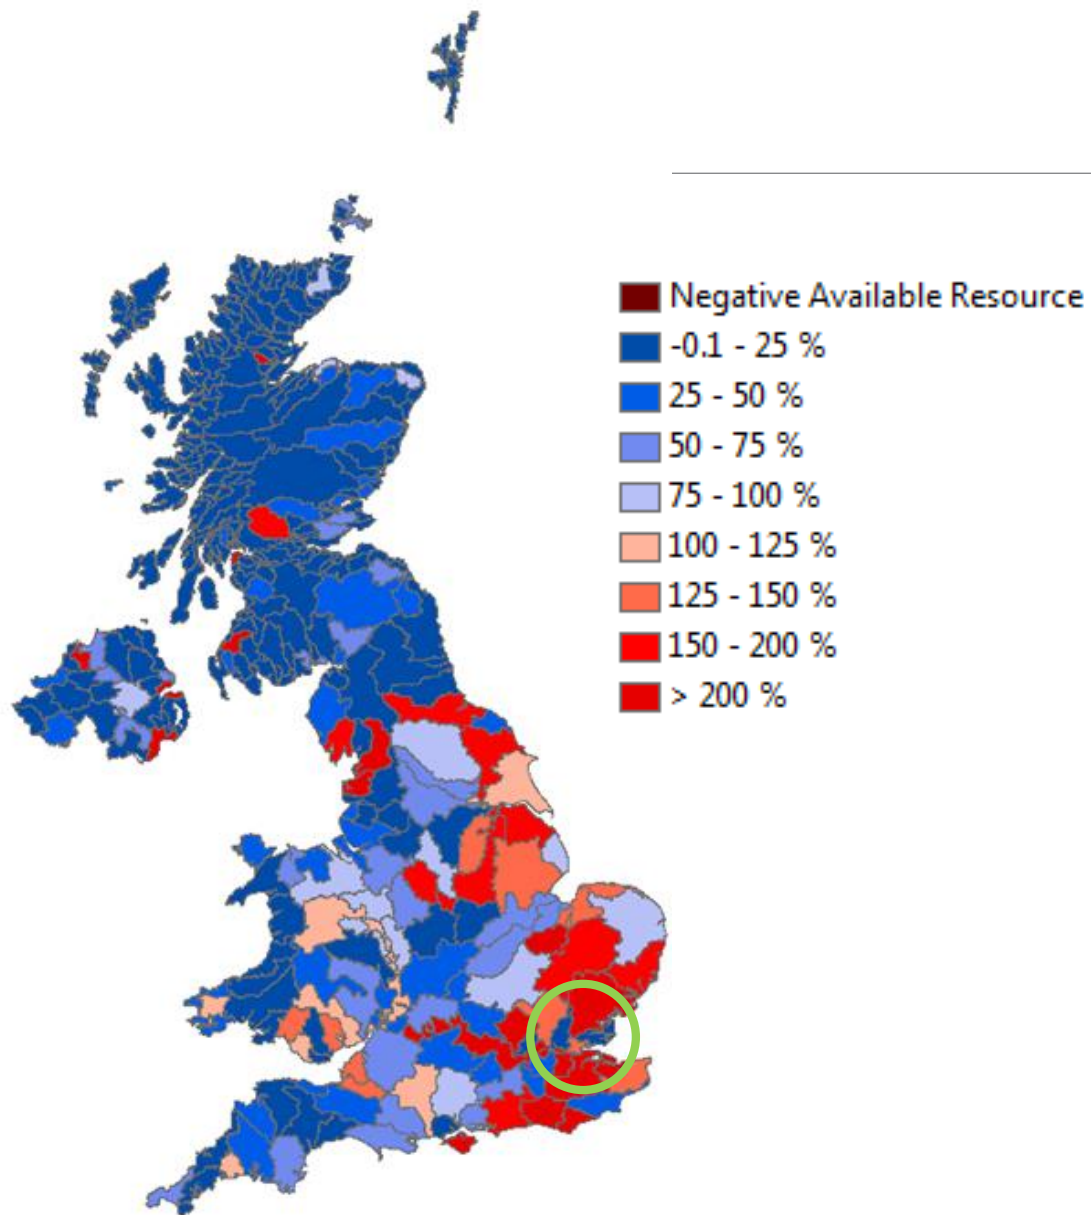 Negative Available Resource
-0.1 - 25 %
25 - 50 %
50 - 75 %
75 - 100 %
100 - 125 %
125 - 150 %
150 - 200 %
> 200 %